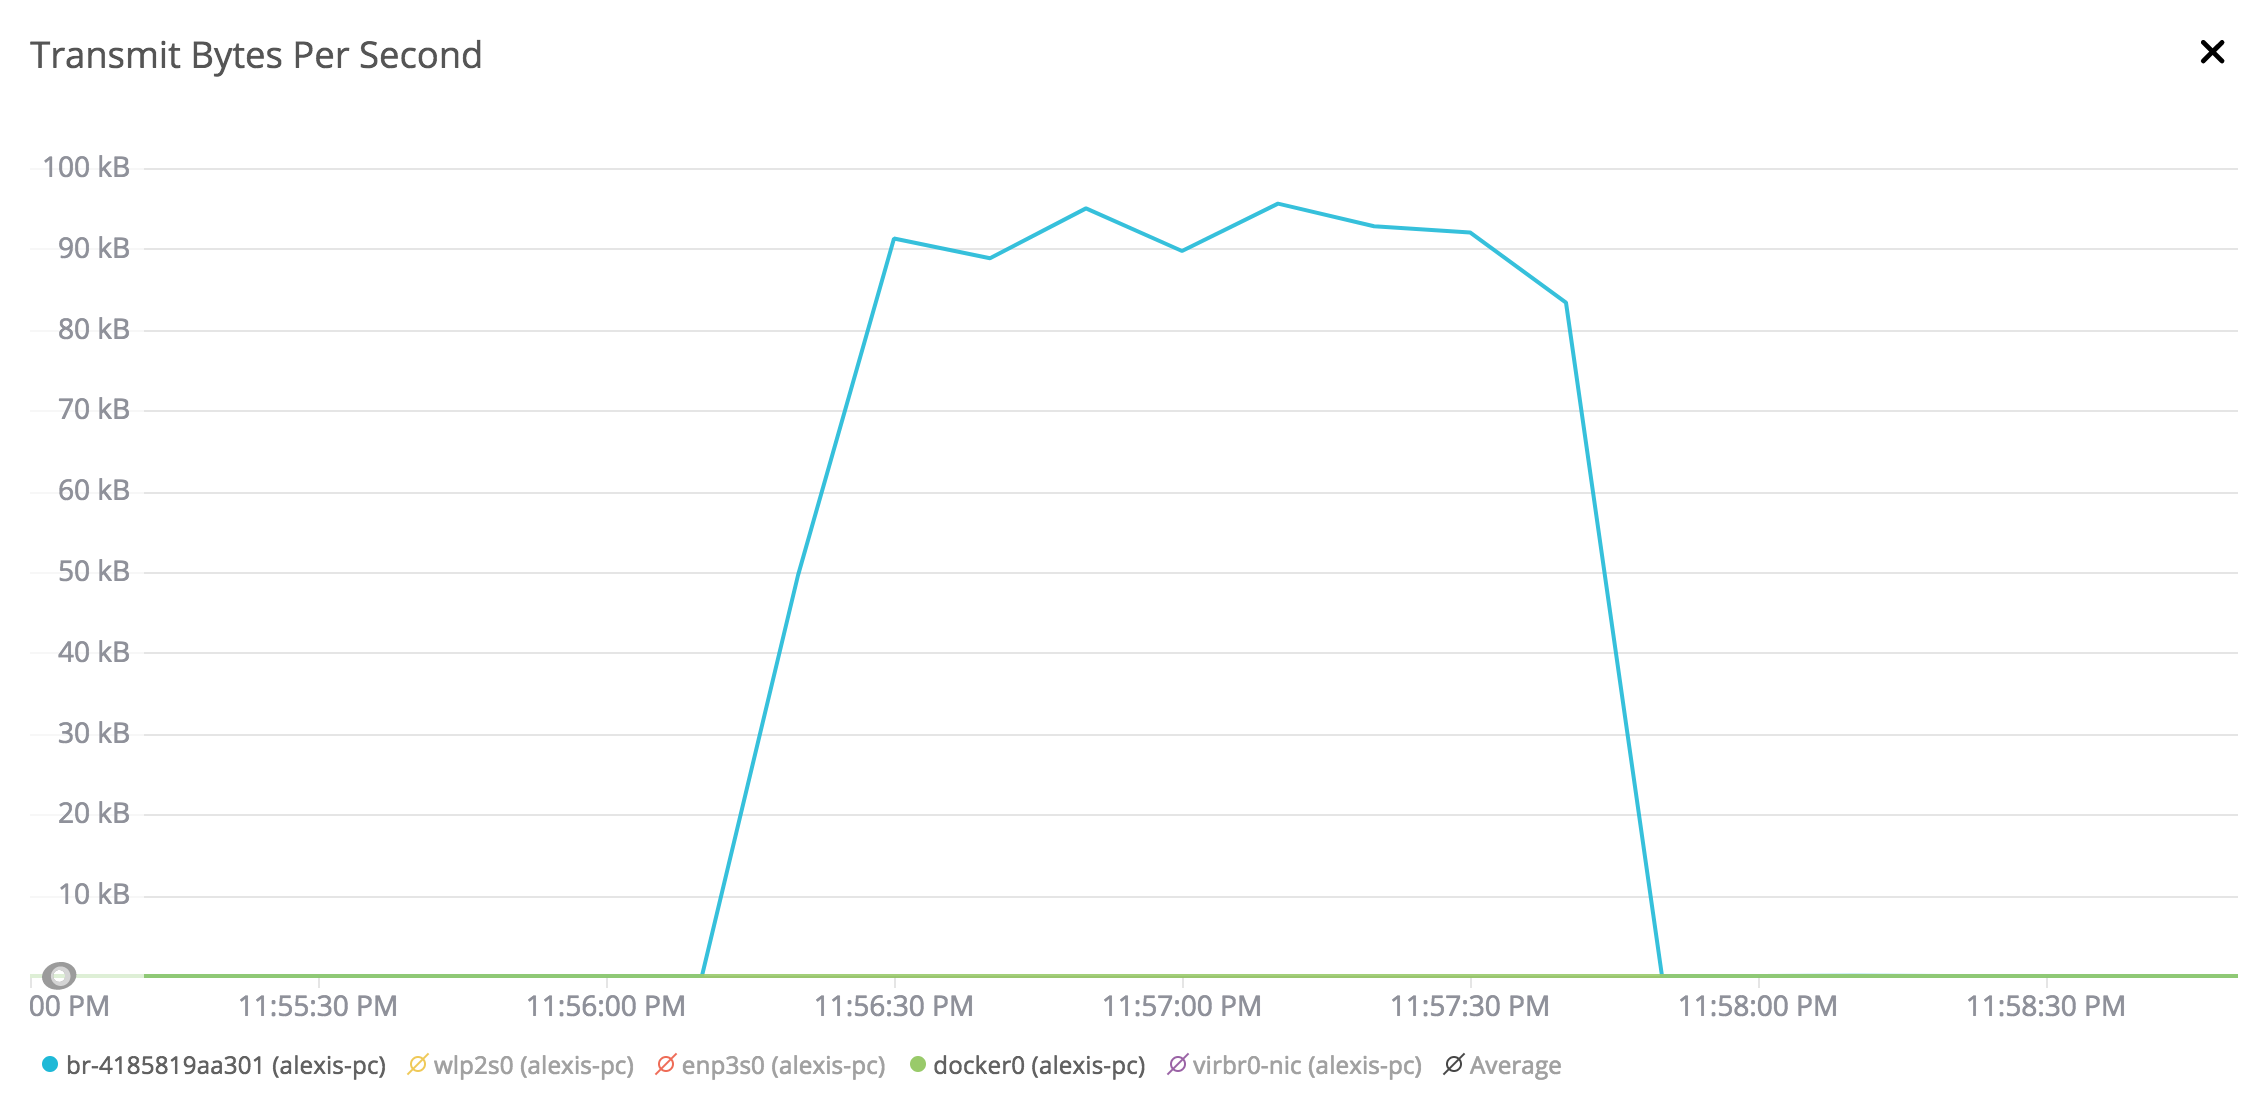 Transmit Bytes Per Second
100 kB
90 kB
80 kB
70 kB
60 kB
50 kB
40 kB
30 kB
20 kB
10 kB
00 PM 11:55:30 PM 11:56:00 PM 11:56:30 PM 11:57:00 PM 11:57:30 PM 11:58:00 PM 11:58:30 PM
br-4185819aa301 (alexis-pc) wlp2s0 (alexis-pc) enp3s0 (alexis-pc) docker0 (alexis-pc) virbr0-nic (alexis-pc) Average